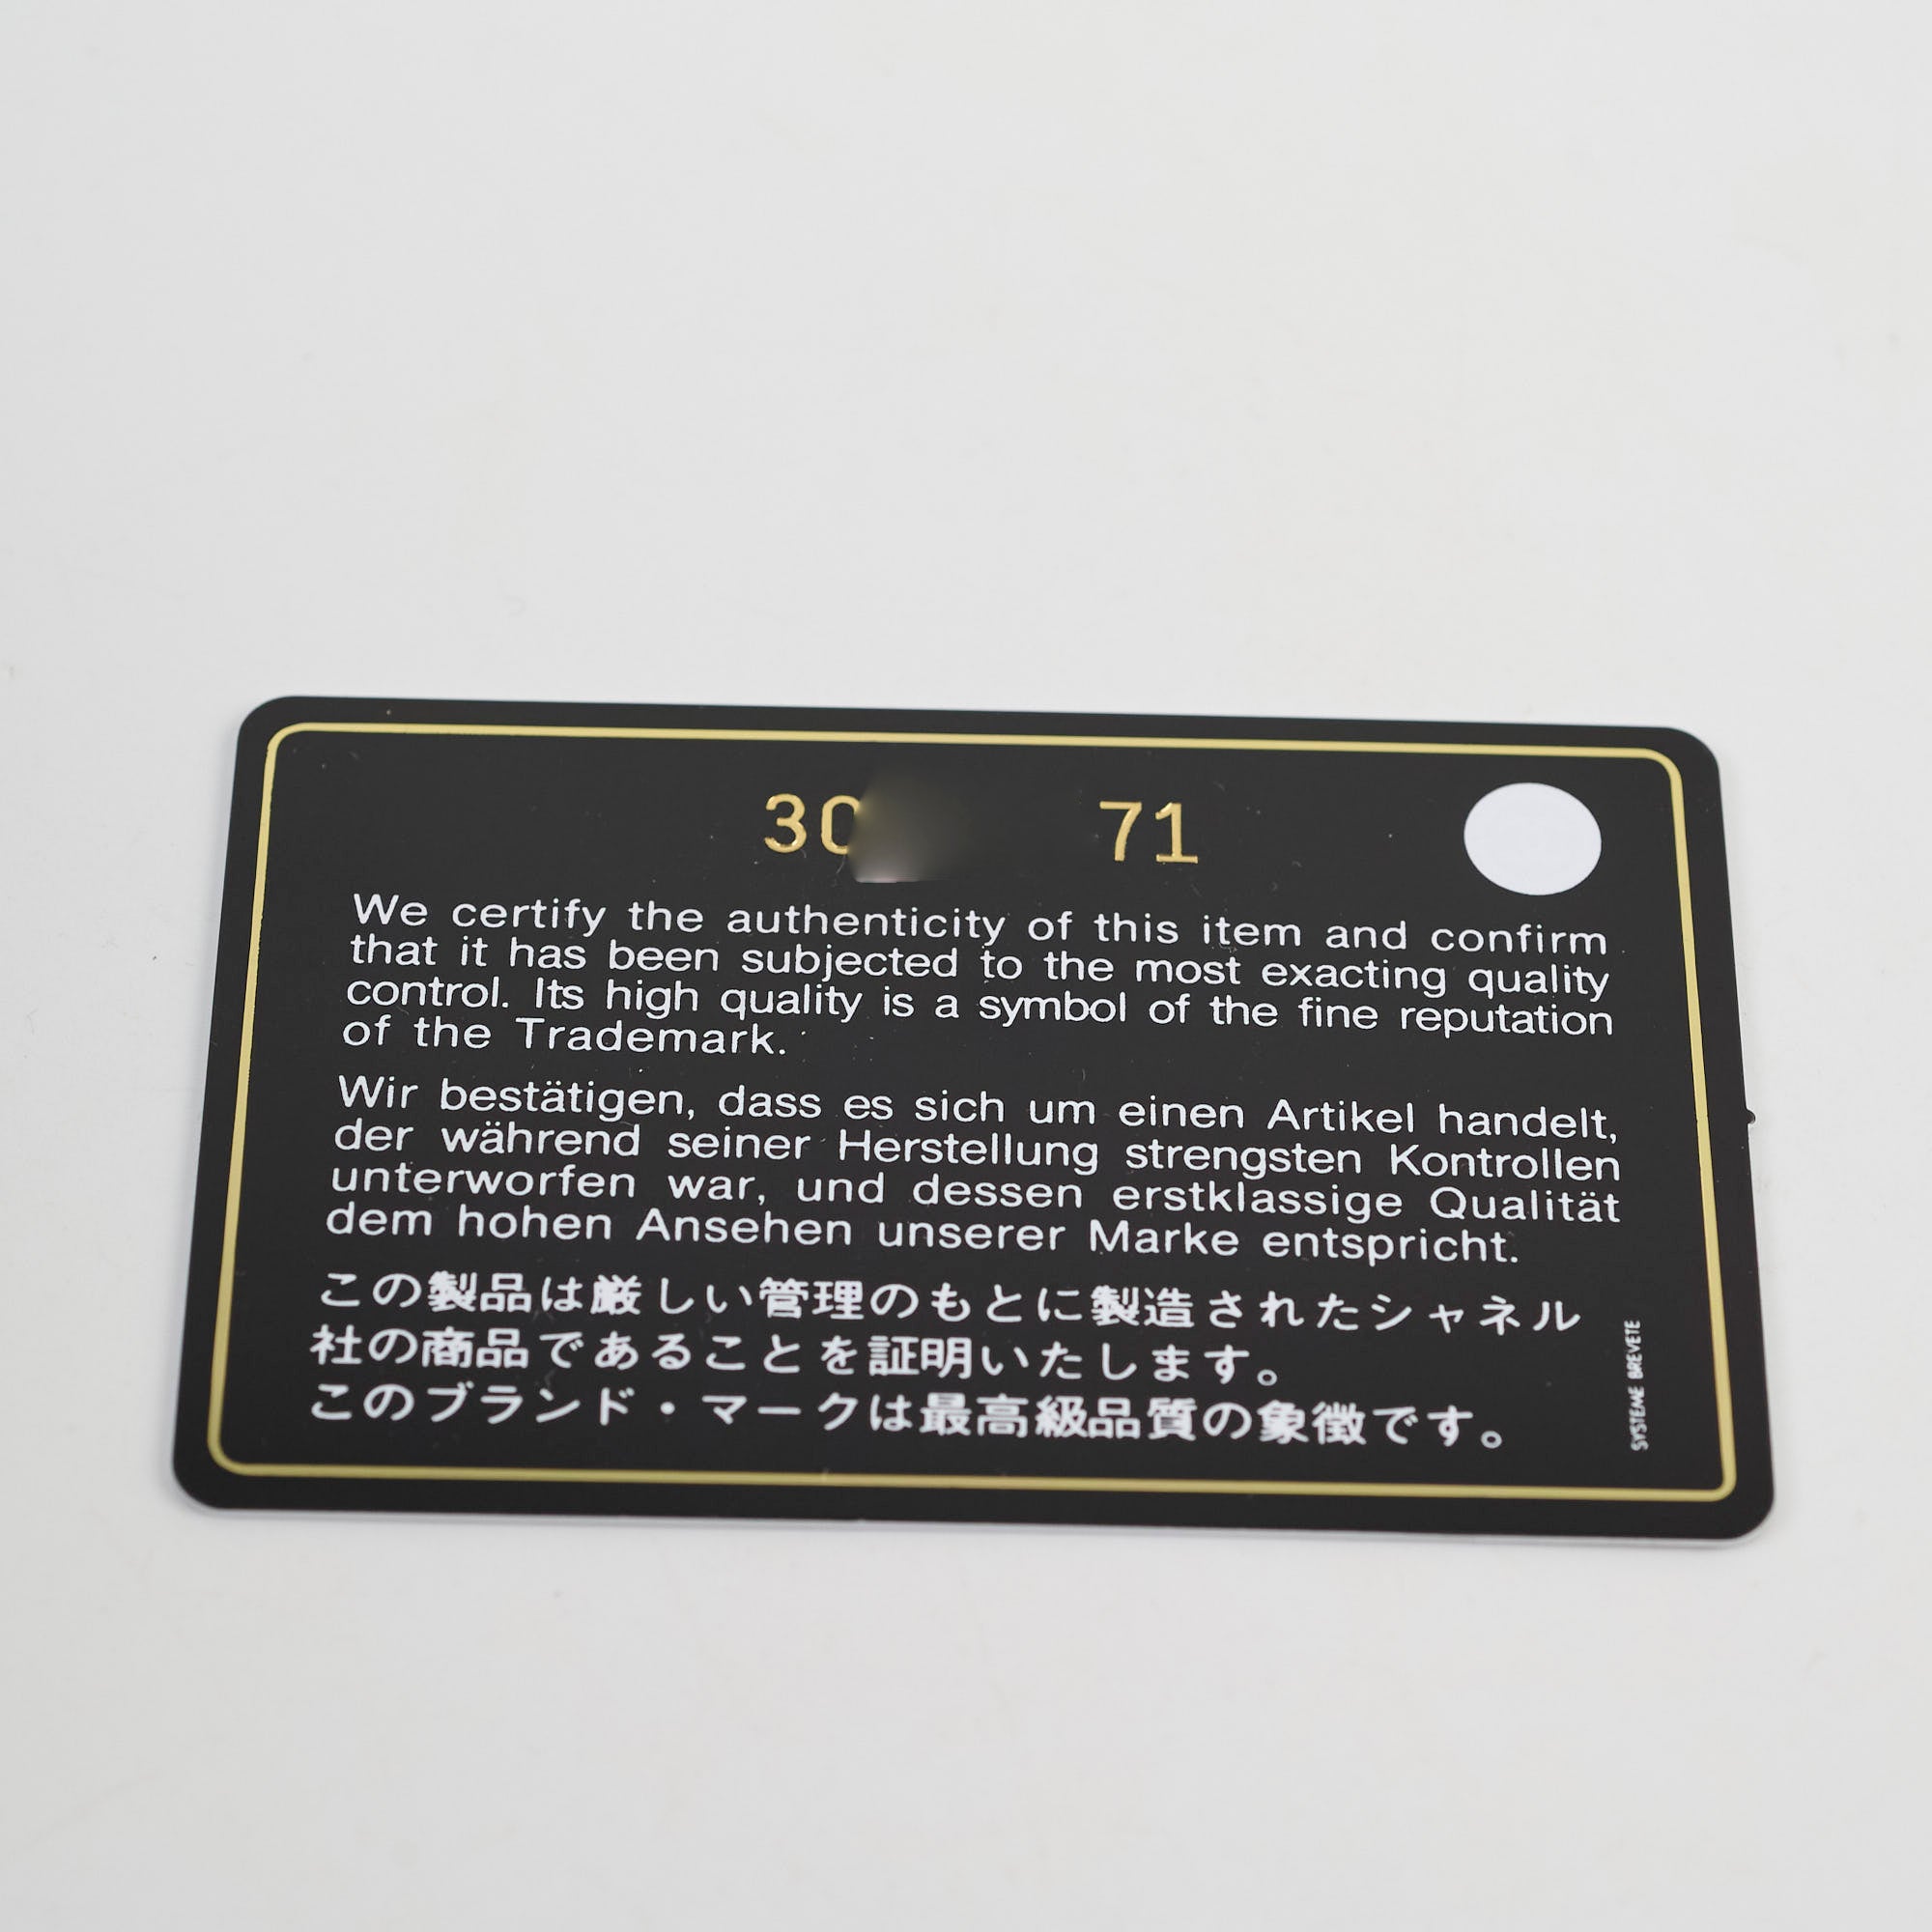 30 71
We certify the authenticity of this item and confirm
that it has been subjected to the most exacting quality
control. Its high quality is a symbol of the fine reputation
of the Trademark.
Wir bestätigen, dass es sich um einen Artikel handelt,
der während seiner Herstellung strengsten Kontrollen
unterworfen war, und dessen erstklassige Qualität
dem hohen Ansehen unserer Marke entspricht.
この製品は厳しい管理のもとに製造されたシャネル
社の商品であることを証明いたします。
このブランド・マークは最高級品質の象徴です。
SYSTEME BREVETE